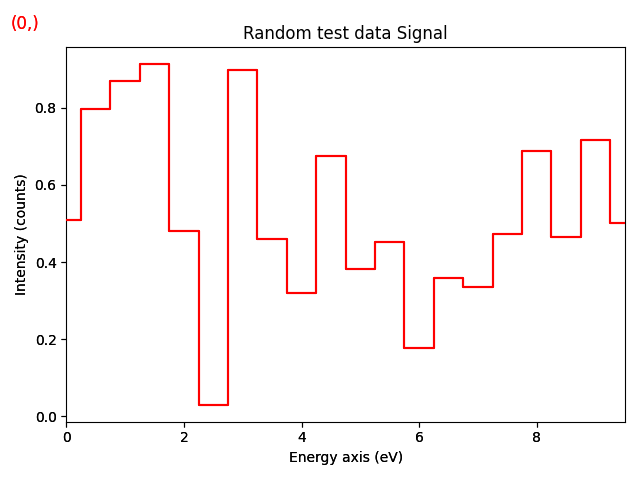 (0,)
Random test data Signal
Intensity (counts)
0.8
0.6
0.4
0.2
0.0
0 2 4 6 8
Energy axis (eV)